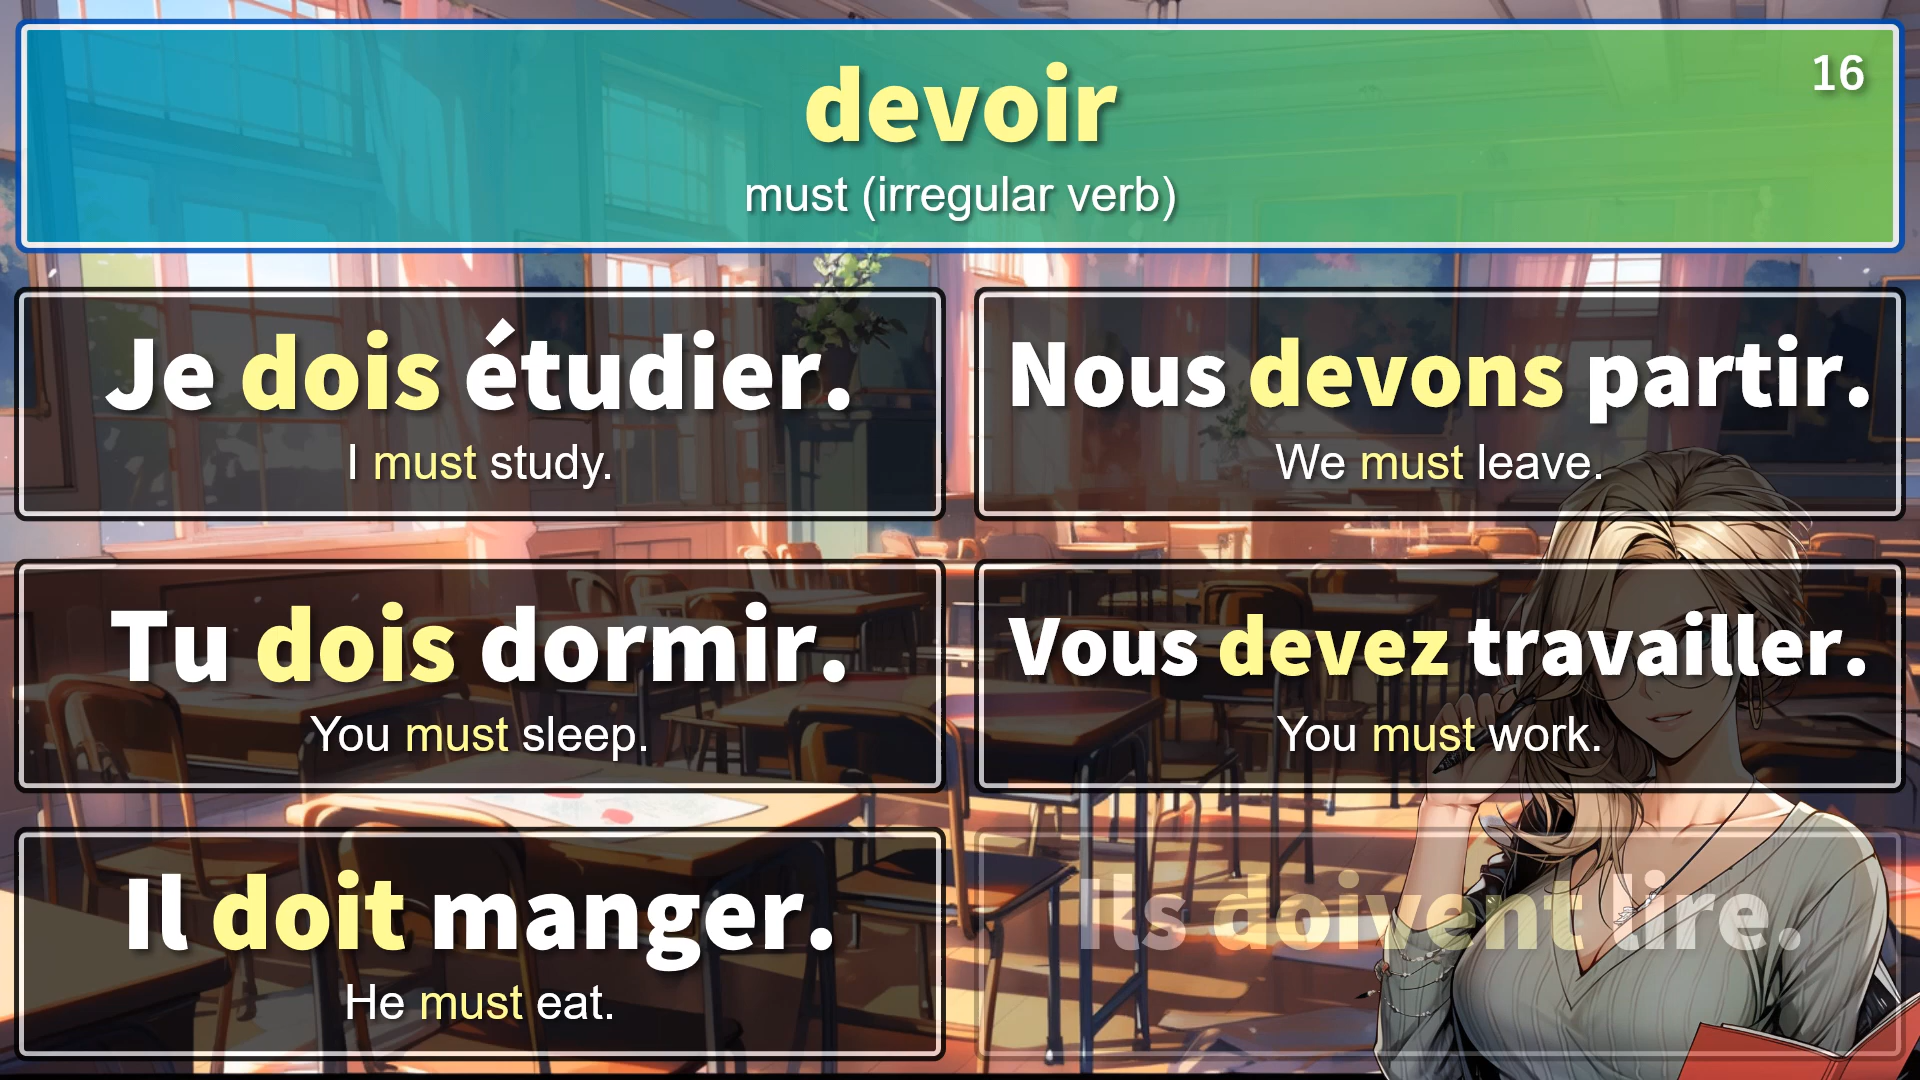 devoir
must (irregular verb)
16
Je dois étudier.
I must study.
Tu dois dormir.
You must sleep.
Il doit manger.
He must eat.
Nous devons partir.
We must leave.
Vous devez travailler.
You must work.
Ils doivent lire.